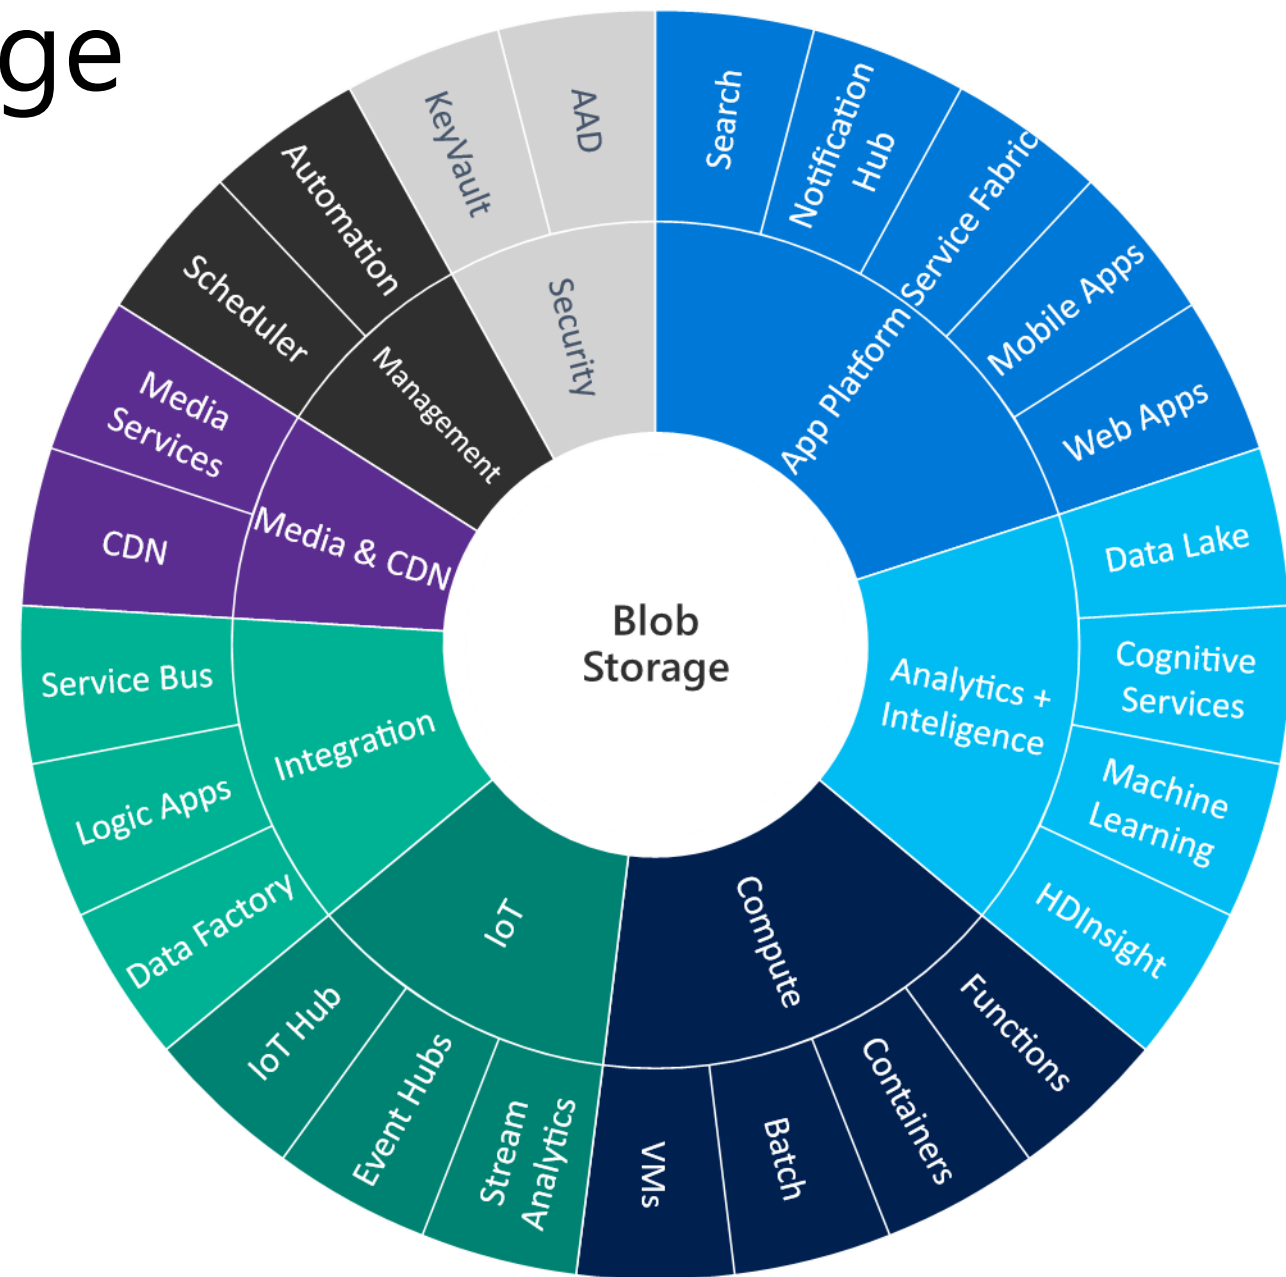 ge
Blob
Storage
App Platform
Search
Notification
Hub
Service Fabric
Mobile Apps
Web Apps
Analytics +
Inteligence
Data Lake
Cognitive
Services
Machine
Learning
HDInsight
Compute
Functions
Containers
Batch
VMs
IoT
Stream
Analytics
Event Hubs
IoT Hub
Integration
Data Factory
Logic Apps
Service Bus
Media & CDN
CDN
Media
Services
Management
Scheduler
Automation
Security
KeyVault
AAD